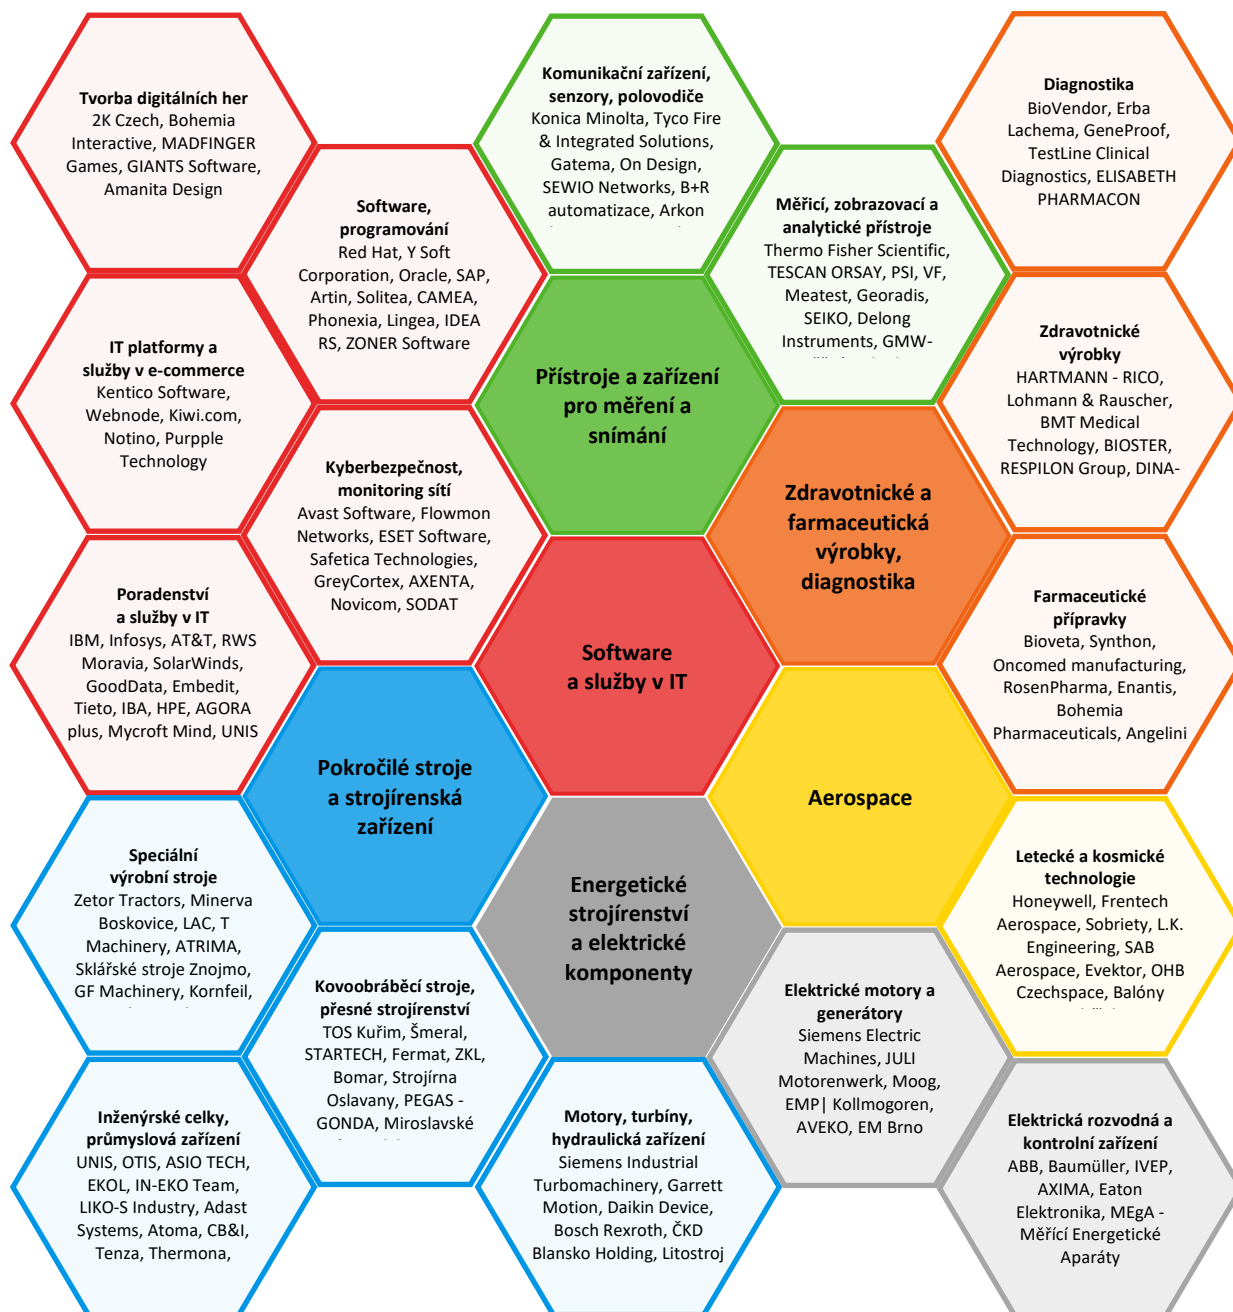 Tvorba digitálních her
2K Czech, Bohemia
Interactive, MADFINGER
Games, GIANTS Software,
Amanita Design
Komunikační zařízení,
senzory, polovodiče
Konica Minolta, Tyco Fire
& Integrated Solutions,
Gatema, On Design,
SEWIO Networks, B+R
automatizace, Arkon
Diagnostika
BioVendor, Erba
Lachema, GeneProof,
TestLine Clinical
Diagnostics, ELISABETH
PHARMACON
Software,
programování
Red Hat, Y Soft
Corporation, Oracle, SAP,
Artin, Solitea, CAMEA,
Phonexia, Lingea, IDEA
RS, ZONER Software
Měřicí, zobrazovací a
analytické přístroje
Thermo Fisher Scientific,
TESCAN ORSAY, PSI, VF,
Meatest, Georadis,
SEIKO, Delong
Instruments, GMW-
IT platformy a
služby v e-commerce
Kentico Software,
Webnode, Kiwi.com,
Notino, Purpple
Technology
Přístroje a zařízení
pro měření a
snímání
Zdravotnické
výrobky
HARTMANN - RICO,
Lohmann & Rauscher,
BMT Medical
Technology, BIOSTER,
RESPILON Group, DINA-
Kyberbezpečnost,
monitoring sítí
Avast Software, Flowmon
Networks, ESET Software,
Safetica Technologies,
GreyCortex, AXENTA,
Novicom, SODAT
Zdravotnické a
farmaceutická
výrobky,
diagnostika
Poradenství
a služby v IT
IBM, Infosys, AT&T, RWS
Moravia, SolarWinds,
GoodData, Embedit,
Tieto, IBA, HPE, AGORA
plus, Mycroft Mind, UNIS
Software
a služby v IT
Farmaceutické
přípravky
Bioveta, Synthon,
Oncomed manufacturing,
RosenPharma, Enantis,
Bohemia
Pharmaceuticals, Angelini
Pokročilé stroje
a strojírenská
zařízení
Aerospace
Speciální
výrobní stroje
Zetor Tractors, Minerva
Boskovice, LAC, T
Machinery, ATRIMA,
Sklářské stroje Znojmo,
GF Machinery, Kornfeil,
Energetické
strojírenství
a elektrické
komponenty
Letecké a kosmické
technologie
Honeywell, Frentech
Aerospace, Sobriety, L.K.
Engineering, SAB
Aerospace, Evektor, OHB
Czechspace, Balóny
Kovoobráběcí stroje,
přesné strojírenství
TOS Kuřim, Šmeral,
STARTECH, Fermat, ZKL,
Bomar, Strojírna
Oslavany, PEGAS -
GONDA, Miroslavské
Elektrické motory a
generátory
Siemens Electric
Machines, JULI
Motorenwerk, Moog,
EMP| Kollmogoren,
AVEKO, EM Brno
Inženýrské celky,
průmyslová zařízení
UNIS, OTIS, ASIO TECH,
EKOL, IN-EKO Team,
LIKO-S Industry, Adast
Systems, Atoma, CB&I,
Tenza, Thermona,
Motory, turbíny,
hydraulická zařízení
Siemens Industrial
Turbomachinery, Garrett
Motion, Daikin Device,
Bosch Rexroth, ČKD
Blansko Holding, Litostroj
Elektrická rozvodná a
kontrolní zařízení
ABB, Baumüller, IVEP,
AXIMA, Eaton
Elektronika, MEgA -
Měřící Energetické
Aparáty